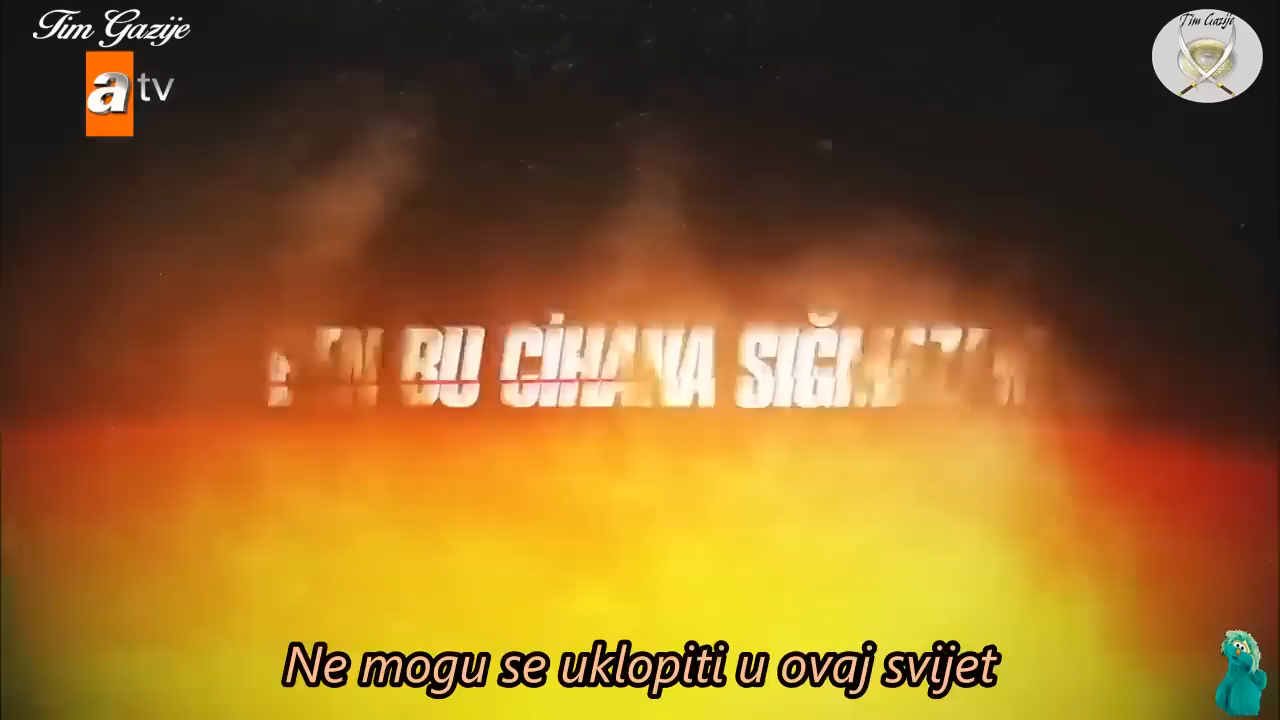 Tim Gazije
Tim Gazije
atv
BU CİHANA
Ne mogu se uklopiti u ovaj svijet